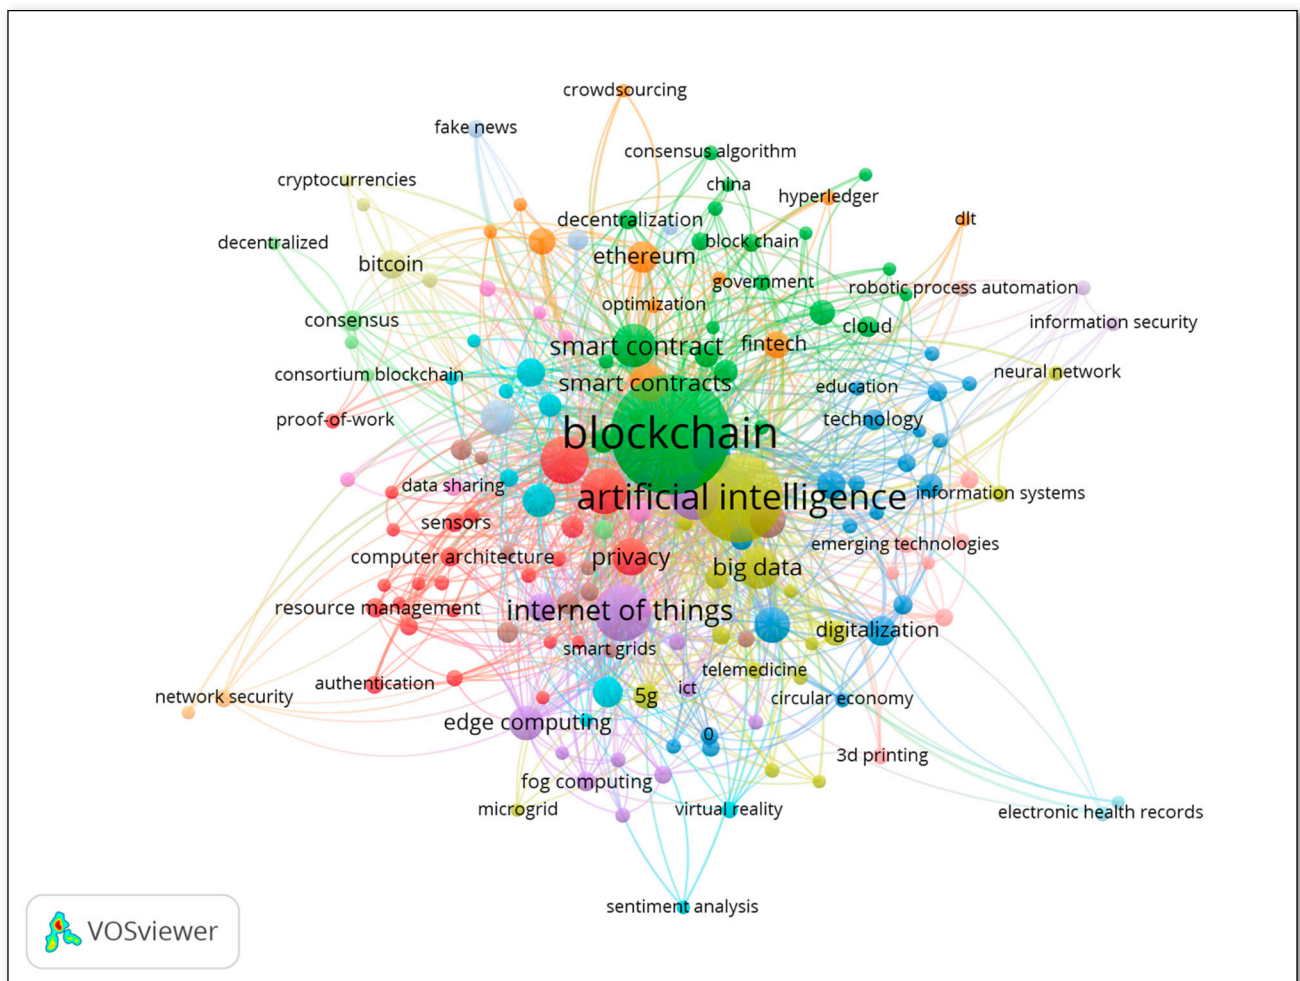 crowdsourcing
fake news
consensus algorithm
cryptocurrencies
china
hyperledger
decentralization
dlt
decentralized
block chain
ethereum
bitcoin
government
robotic process automation
optimization
consensus
information security
cloud
smart contract
fintech
consortium blockchain
neural network
smart contracts
education
proof-of-work
technology
blockchain
data sharing
artificial intelligence
information systems
sensors
emerging technologies
computer architecture
privacy
big data
resource management
internet of things
digitalization
smart grids
telemedicine
authentication
ict
network security
5g
circular economy
edge computing
0
3d printing
fog computing
microgrid
virtual reality
electronic health records
sentiment analysis
VOSviewer